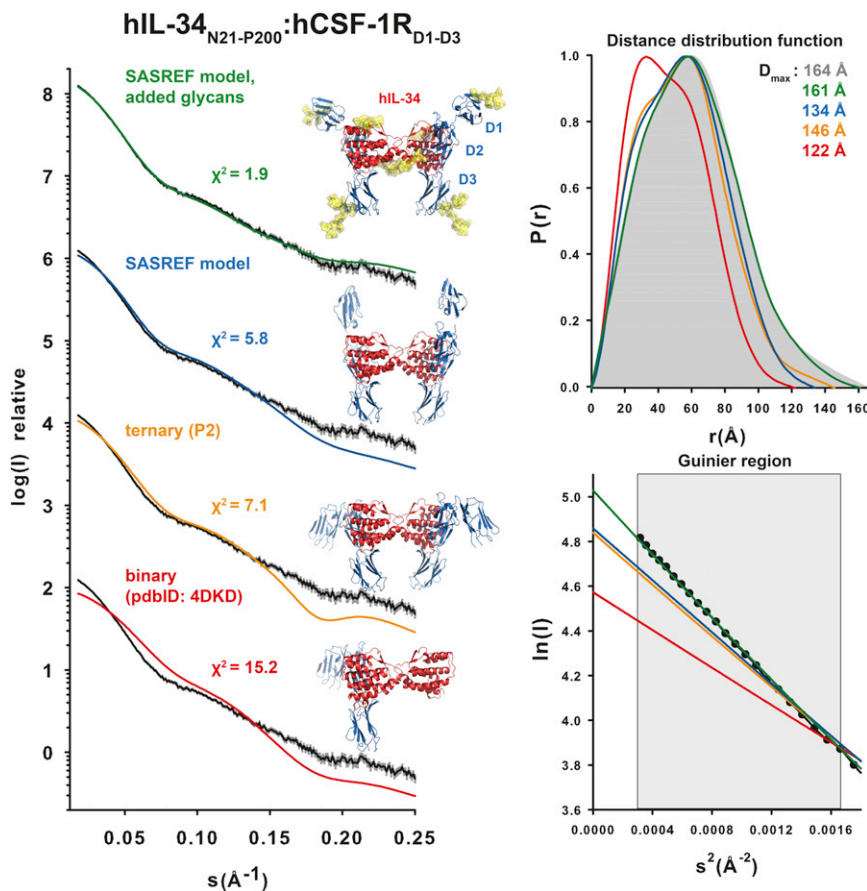 hIL-34N21-P200:hCSF-1RD1-D3
SASREF model,
added glycans
hIL-34
D1
D2
D3
χ² = 1.9
SASREF model
χ² = 5.8
ternary (P2)
χ² = 7.1
binary
(pdbID: 4DKD)
χ² = 15.2
log(I) relative
8
7
6
5
4
3
2
1
0
0.05 0.10 0.15 0.20 0.25
s(Å⁻¹)
Distance distribution function
Dmax : 164 Å
161 Å
134 Å
146 Å
122 Å
P(r)
1.0
0.8
0.6
0.4
0.2
0.0
0 20 40 60 80 100 120 140 160
r(Å)
Guinier region
ln(I)
5.0
4.8
4.6
4.4
4.2
4.0
3.8
3.6
0.0000 0.0004 0.0008 0.0012 0.0016
s²(Å⁻²)